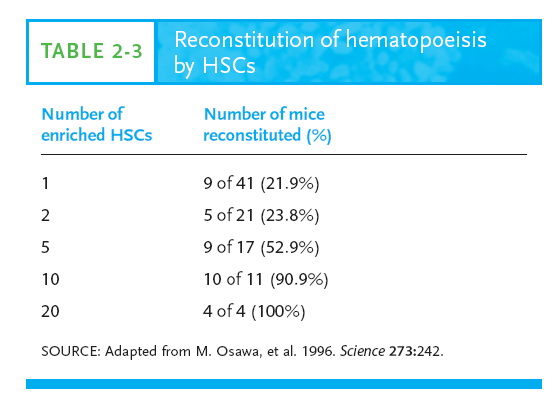 TABLE 2-3
Reconstitution of hematopoeisis
by HSCs
Number of
enriched HSCs
Number of mice
reconstituted (%)
1 9 of 41 (21.9%)
2 5 of 21 (23.8%)
5 9 of 17 (52.9%)
10 10 of 11 (90.9%)
20 4 of 4 (100%)
SOURCE: Adapted from M. Osawa, et al. 1996. Science 273:242.